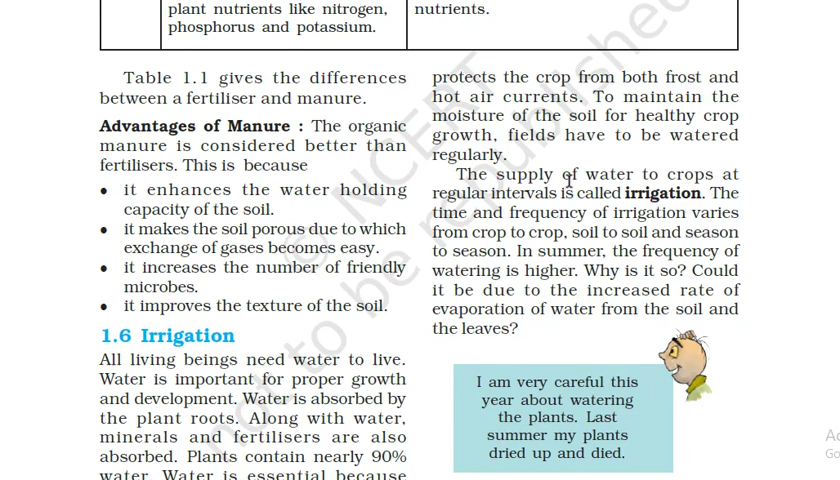 plant nutrients like nitrogen,
phosphorus and potassium.
nutrients.
Table 1.1 gives the differences
between a fertiliser and manure.
Advantages of Manure : The organic
manure is considered better than
fertilisers. This is because
• it enhances the water holding
capacity of the soil.
• it makes the soil porous due to which
exchange of gases becomes easy.
• it increases the number of friendly
microbes.
• it improves the texture of the soil.
1.6 Irrigation
All living beings need water to live.
Water is important for proper growth
and development. Water is absorbed by
the plant roots. Along with water,
minerals and fertilisers are also
absorbed. Plants contain nearly 90%
water. Water is essential because
protects the crop from both frost and
hot air currents. To maintain the
moisture of the soil for healthy crop
growth, fields have to be watered
regularly.
The supply of water to crops at
regular intervals is called irrigation. The
time and frequency of irrigation varies
from crop to crop, soil to soil and season
to season. In summer, the frequency of
watering is higher. Why is it so? Could
it be due to the increased rate of
evaporation of water from the soil and
the leaves?
I am very careful this
year about watering
the plants. Last
summer my plants
dried up and died.
© NCERT
not to be republished